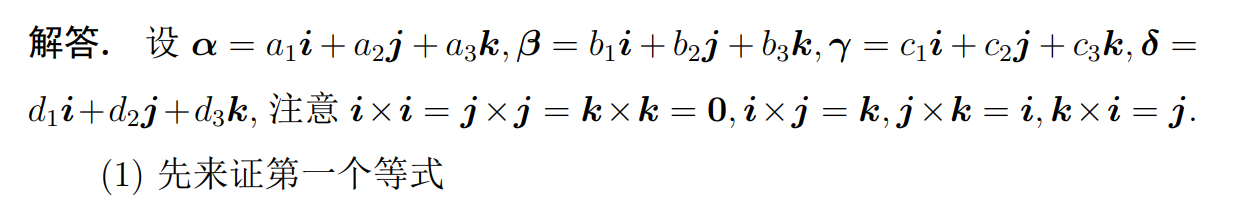 解答. 设 α = a₁i + a₂j + a₃k, β = b₁i + b₂j + b₃k, γ = c₁i + c₂j + c₃k, δ =
d₁i+d₂j+d₃k, 注意 i×i = j×j = k×k = 0, i×j = k, j×k = i, k×i = j.
(1) 先来证第一个等式